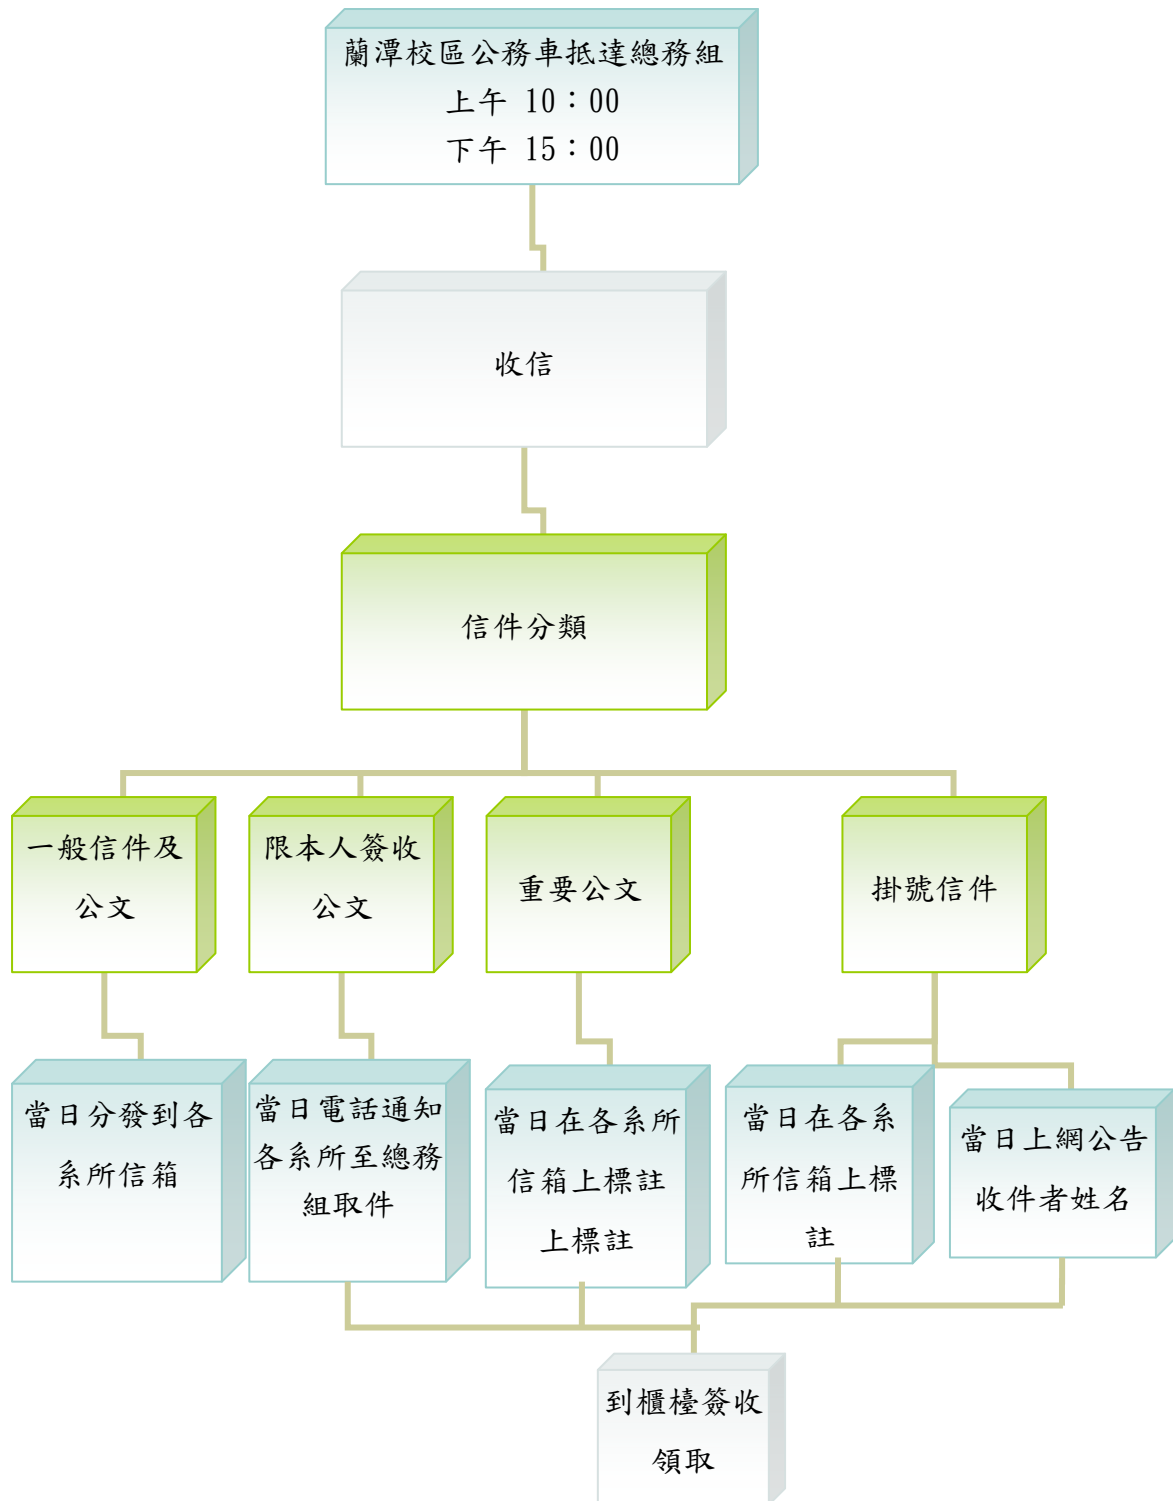 蘭潭校區公務車抵達總務組
上午 10：00
下午 15：00
收信
信件分類
一般信件及
公文
限本人簽收
公文
重要公文
掛號信件
當日分發到各
系所信箱
當日電話通知
各系所至總務
組取件
當日在各系所
信箱上標註
上標註
當日在各系
所信箱上標
註
當日上網公告
收件者姓名
到櫃檯簽收
領取